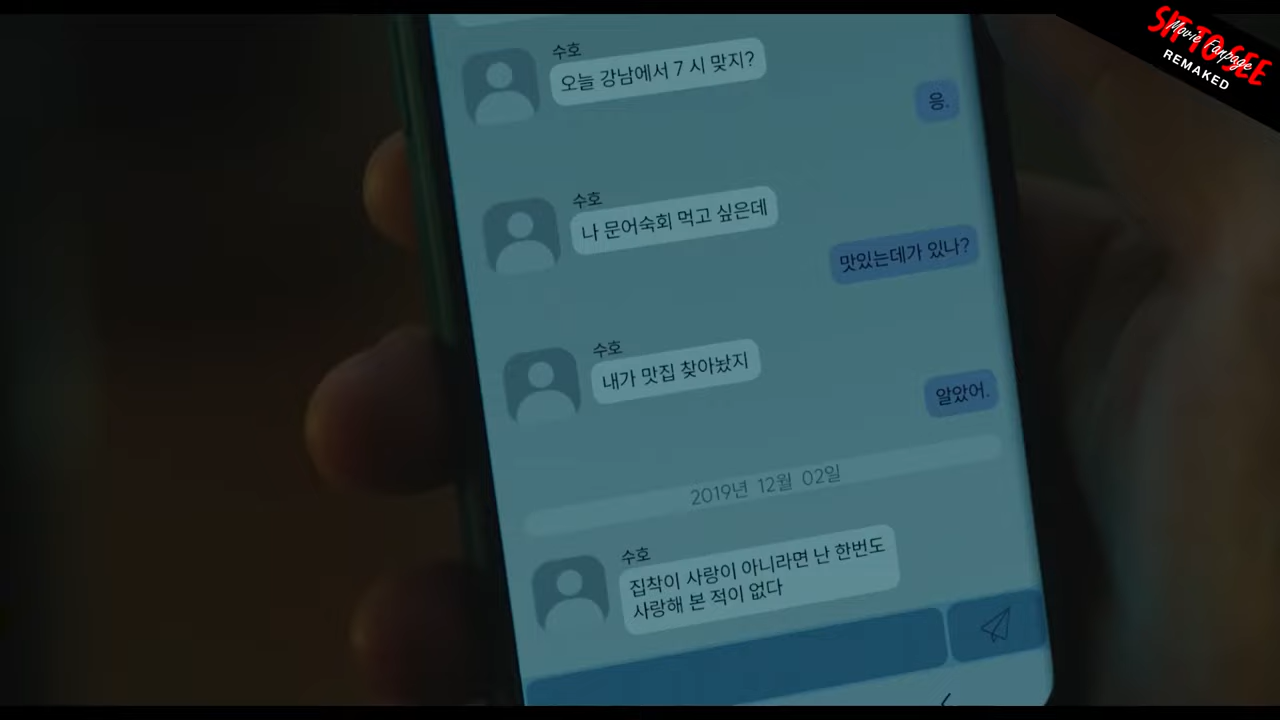 수호
오늘 강남에서 7 시 맞지?
응.
수호
나 문어숙회 먹고 싶은데
맛있는데가 있나?
수호
내가 맛집 찾아놨지
알았어.
2019년 12월 02일
수호
집착이 사랑이 아니라면 난 한번도
사랑해 본 적이 없다
SIT TO SEE
Movie Fanpage
REMAKED